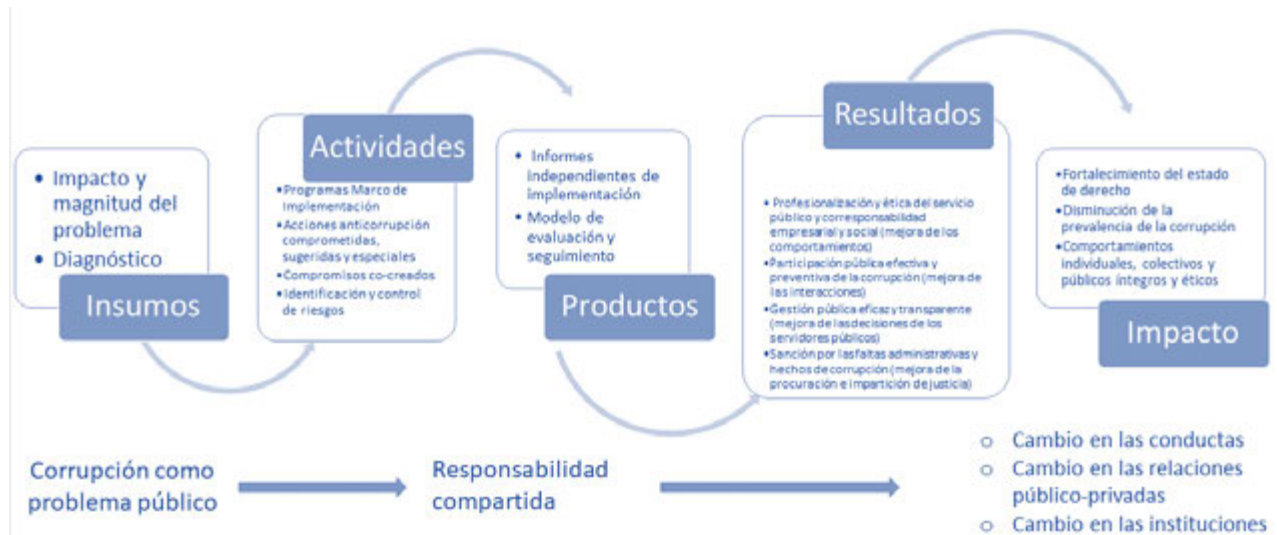 Insumos
• Impacto y
magnitud del
problema
• Diagnóstico
Actividades
•Programas Marco de
Implementación
•Acciones anticorrupción
comprometidas,
sugeridas y especiales
•Compromisos co-creados
•Identificación y control
de riesgos
Productos
• Informes
independientes de
implementación
• Modelo de
evaluación y
seguimiento
Resultados
• Profesionalización y ética del servicio
público y corresponsabilidad
empresarial y social (mejora de los
comportamientos)
•Participación pública efectiva y
preventiva de la corrupción (mejora de
las interacciones)
•Gestión pública eficaz y transparente
(mejora de las decisiones de los
servidores públicos)
•Sanción por las faltas administrativas y
hechos de corrupción (mejora de la
procuración e impartición de justicia)
Impacto
•Fortalecimiento del estado
de derecho
•Disminución de la
prevalencia de la corrupción
•Comportamientos
individuales, colectivos y
públicos íntegros y éticos
Corrupción como
problema público
Responsabilidad
compartida
o Cambio en las conductas
o Cambio en las relaciones
público-privadas
o Cambio en las instituciones